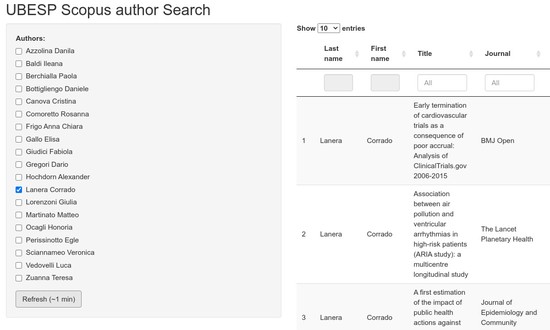 UBESP Scopus author Search
Authors:
Azzolina Danila
Baldi Ileana
Berchialla Paola
Bottigliengo Daniele
Canova Cristina
Comoretto Rosanna
Frigo Anna Chiara
Gallo Elisa
Giudici Fabiola
Gregori Dario
Hochdorn Alexander
Lanera Corrado
Lorenzoni Giulia
Martinato Matteo
Ocagli Honoria
Perissinotto Egle
Sciannameo Veronica
Vedovelli Luca
Zuanna Teresa
Refresh (~1 min)
Show 10 entries
Last name
First name
Title
Journal
All
All
1
Lanera
Corrado
Early termination
of cardiovascular
trials as a
consequence of
poor accrual:
Analysis of
ClinicalTrials.gov
2006-2015
BMJ Open
2
Lanera
Corrado
Association
between air
pollution and
ventricular
arrhythmias in
high-risk patients
(ARIA study): a
multicentre
longitudinal study
The Lancet
Planetary Health
3
Lanera
Corrado
A first estimation
of the impact of
public health
actions against
Journal of
Epidemiology and
Community